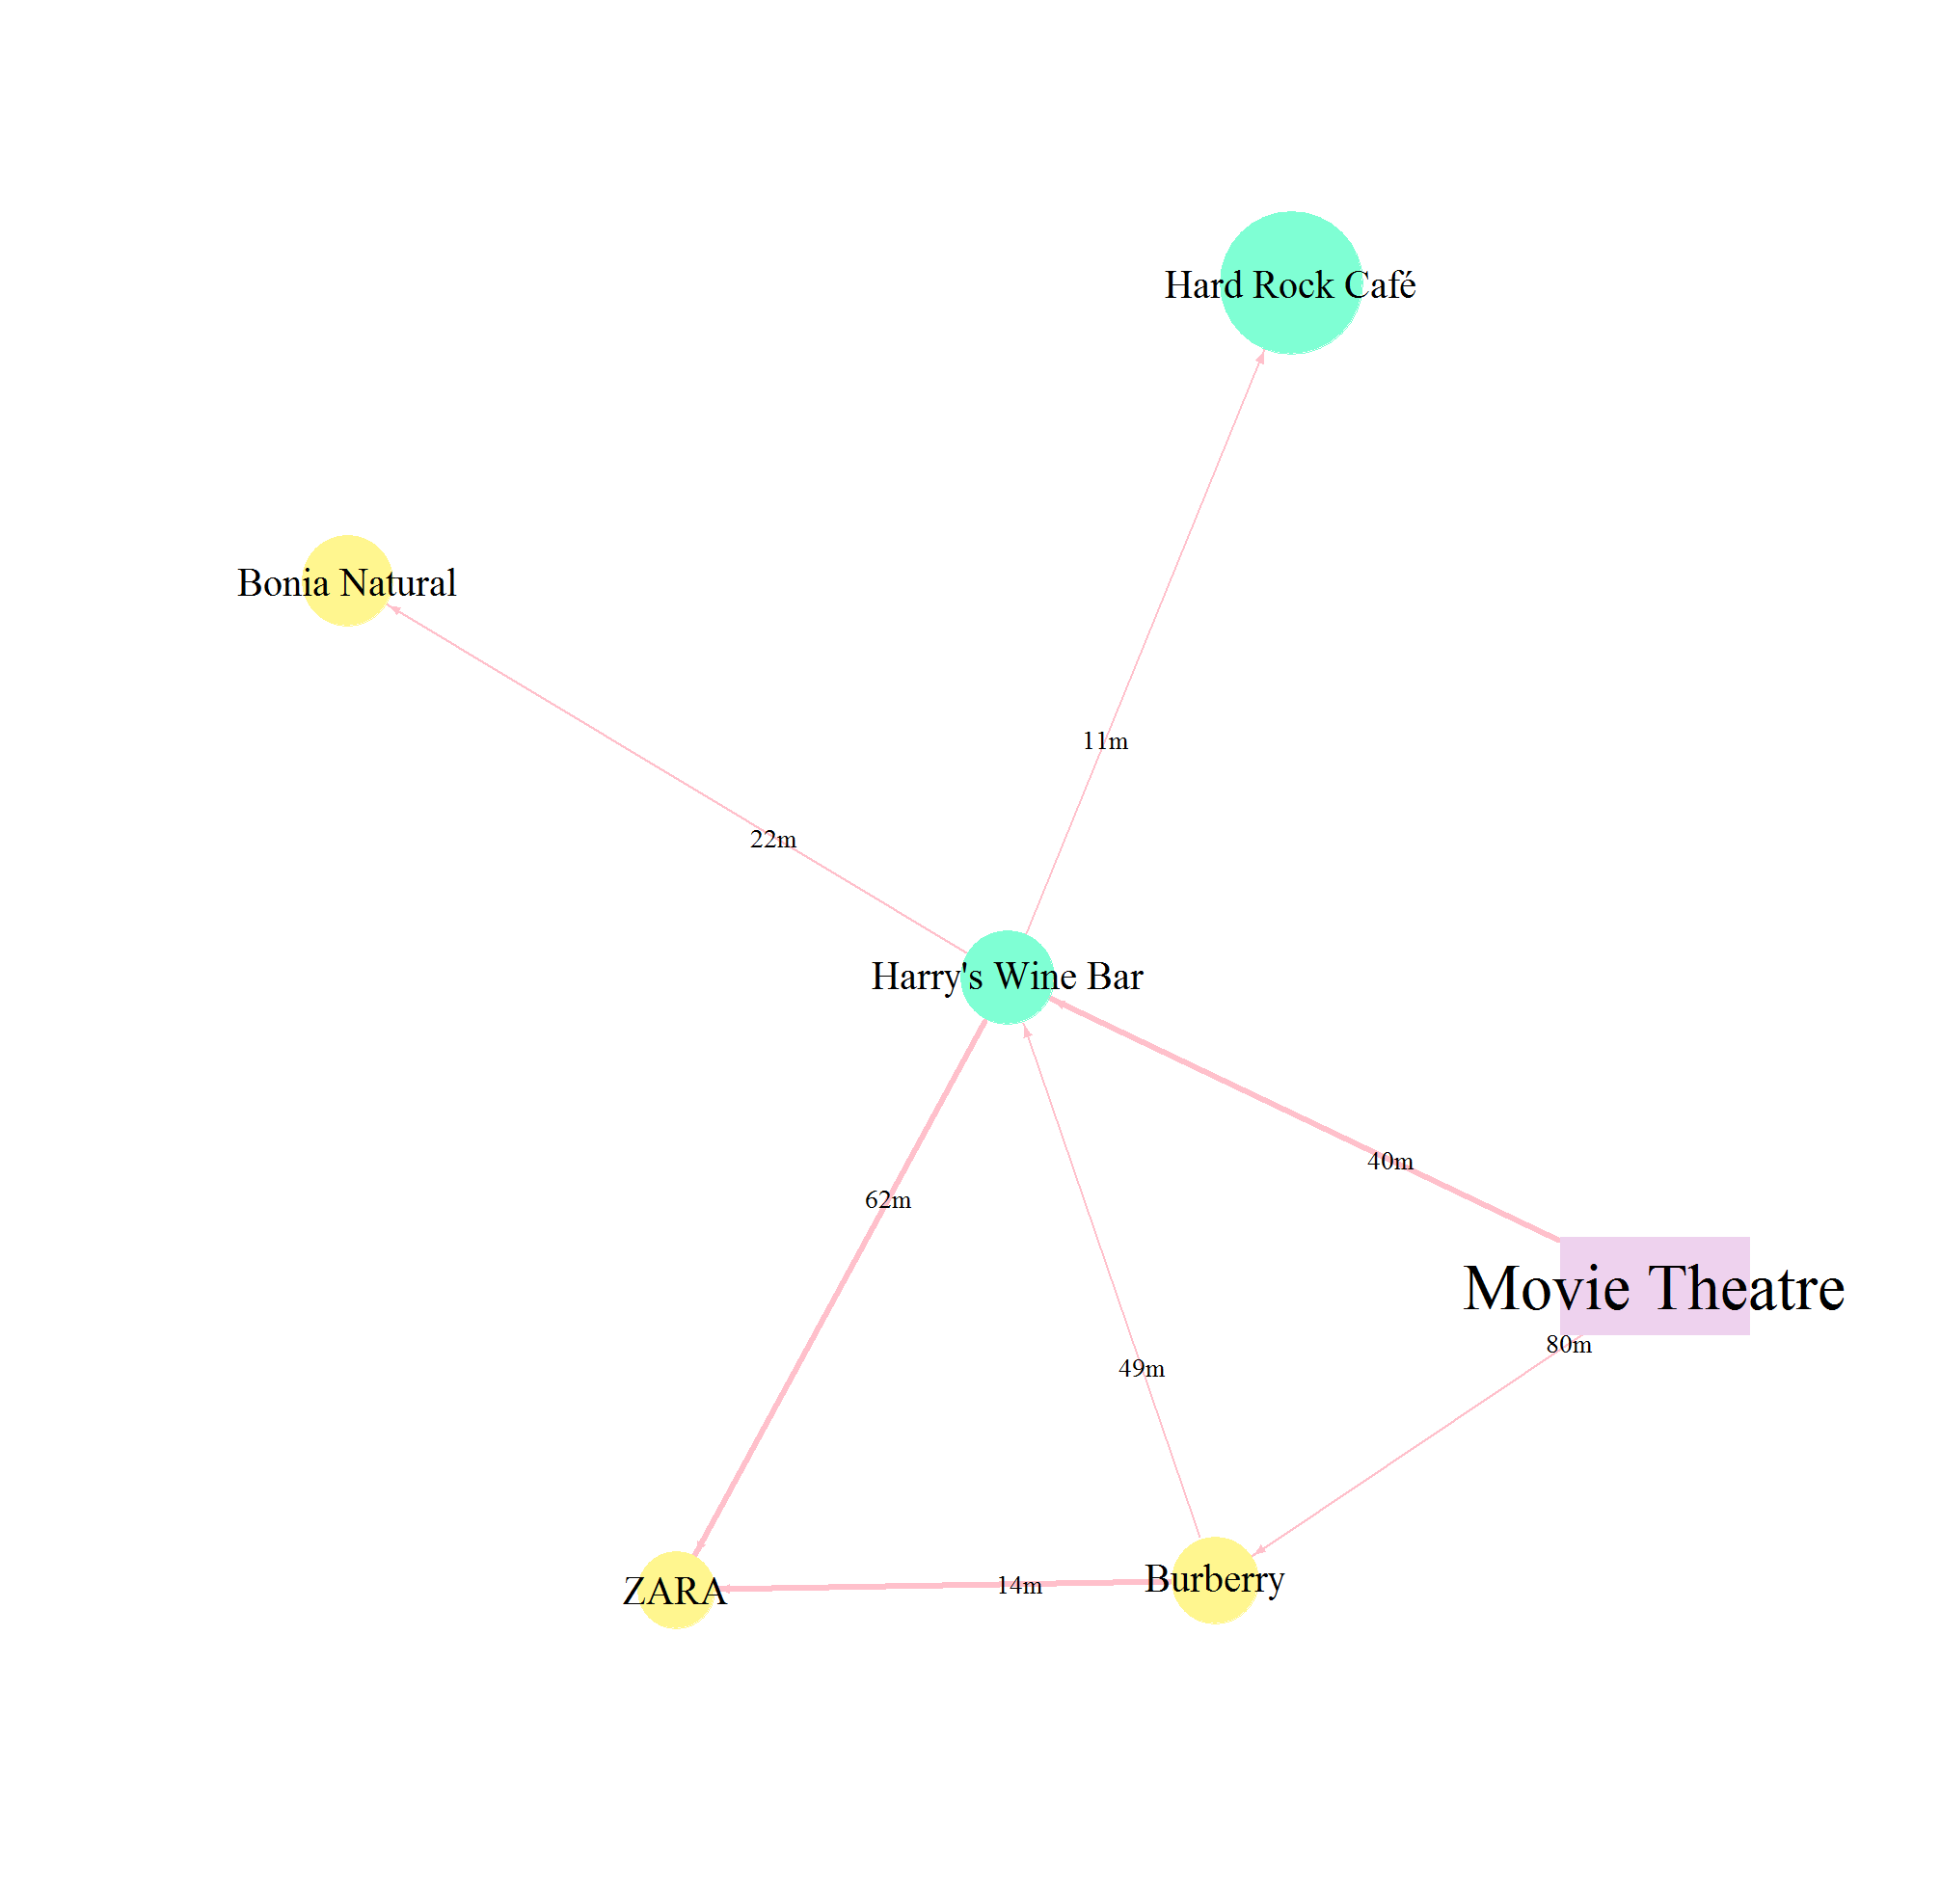 Hard Rock Café
Bonia Natural
11m
22m
Harry's Wine Bar
40m
62m
Movie Theatre
80m
49m
Burberry
14m
ZARA